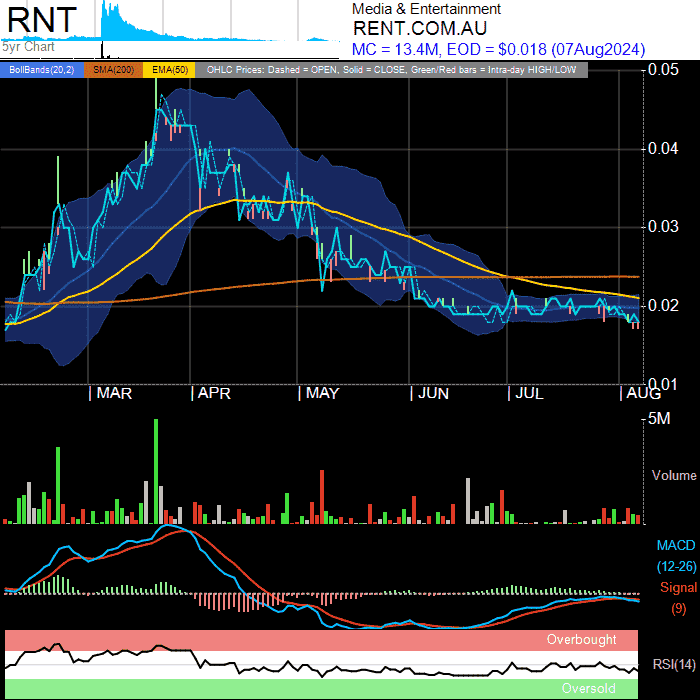 RNT
5yr Chart
Media & Entertainment
RENT.COM.AU
MC = 13.4M, EOD = $0.018 (07Aug2024)
BollBands(20,2) SMA(200) EMA(50) OHLC Prices: Dashed = OPEN, Solid = CLOSE, Green/Red bars = Intra-day HIGH/LOW
0.05
0.04
0.03
0.02
0.01
MAR APR MAY JUN JUL AUG
5M
Volume
MACD
(12-26)
Signal
(9)
Overbought
RSI(14)
Oversold